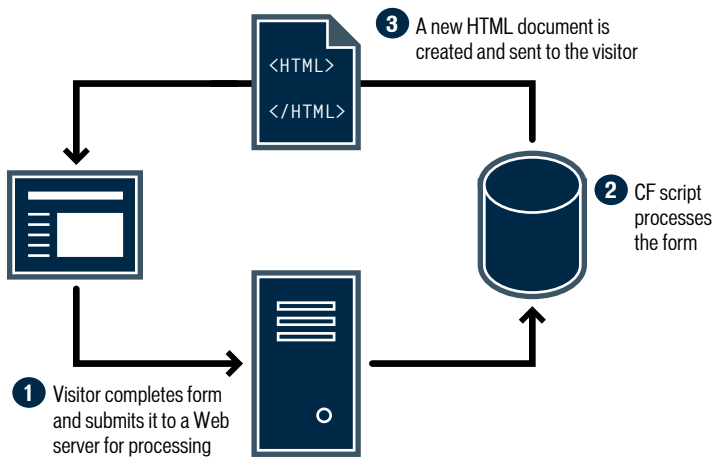 3 A new HTML document is
created and sent to the visitor
<HTML>
</HTML>
2 CF script
processes
the form
1 Visitor completes form
and submits it to a Web
server for processing